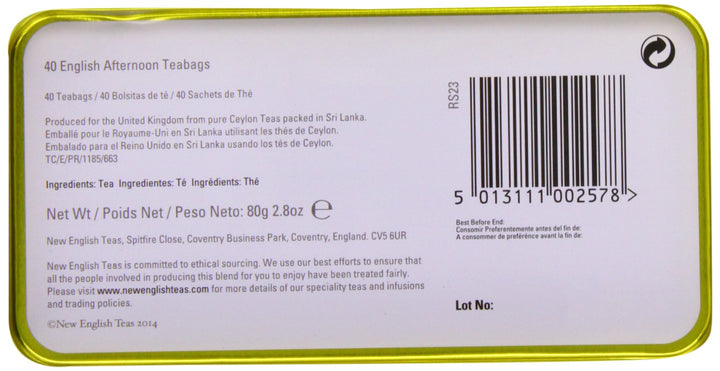 40 English Afternoon Teabags
40 Teabags / 40 Bolsitas de té / 40 Sachets de Thé
Produced for the United Kingdom from pure Ceylon Teas packed in Sri Lanka.
Emballé pour le Royaume-Uni en Sri Lanka utilisant les thés de Ceylon.
Embalado para el Reino Unido en Sri Lanka usando los tés de Ceylon.
TC/E/PR/1185/663
Ingredients: Tea Ingredientes: Té Ingrédients: Thé
Net Wt / Poids Net / Peso Neto: 80g 2.8oz ℮
New English Teas, Spitfire Close, Coventry Business Park, Coventry, England. CV5 6UR
New English Teas is committed to ethical sourcing. We use our best efforts to ensure that
all the people involved in producing this blend for you to enjoy have been treated fairly.
Please visit www.newenglishteas.com for more details of our speciality teas and infusions
and trading policies.
©New English Teas 2014
RS23
5 013111 002578 >
Best Before End:
Consomir Preferentemente antes del fin de:
A consommer de preférence avant la fin de:
Lot No: